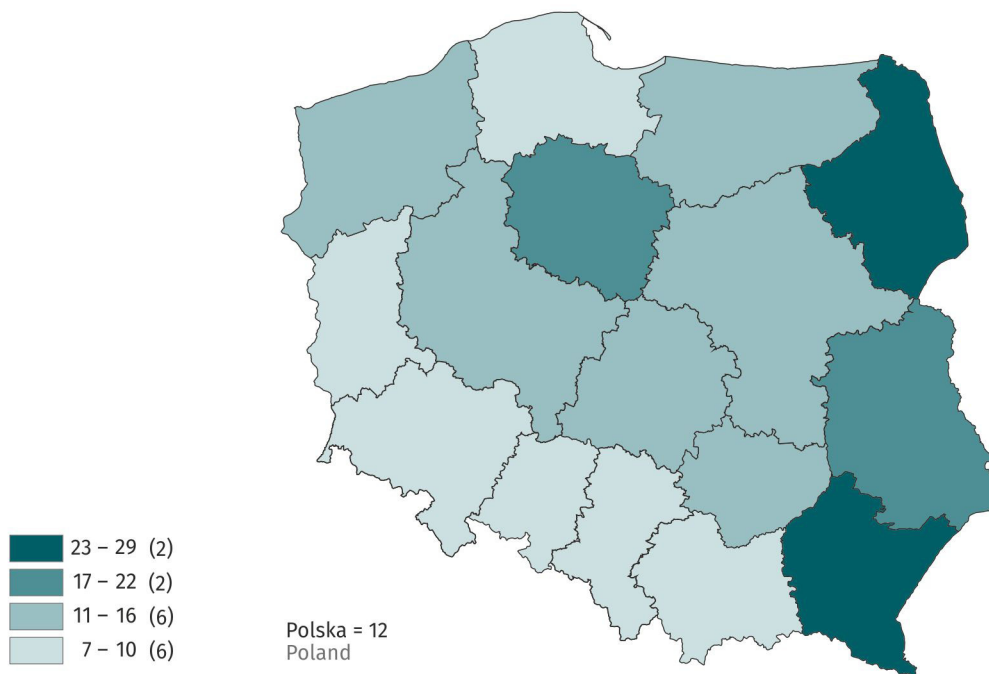 23 – 29 (2)
17 – 22 (2)
11 – 16 (6)
7 – 10 (6)
Polska = 12
Poland